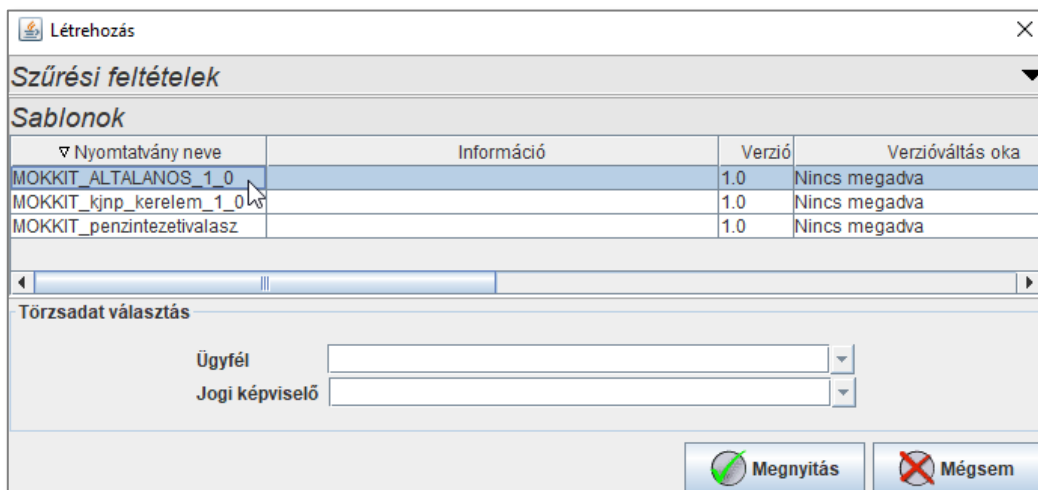 Létrehozás
Szűrési feltételek
Sablonok
Nyomtatvány neve Információ Verzió Verzióváltás oka
MOKKIT_ALTALANOS_1_0 1.0 Nincs megadva
MOKKIT_kjnp_kerelem_1_0 1.0 Nincs megadva
MOKKIT_penzintezetivalasz 1.0 Nincs megadva
Törzsadat választás
Ügyfél
Jogi képviselő
Megnyitás Mégsem